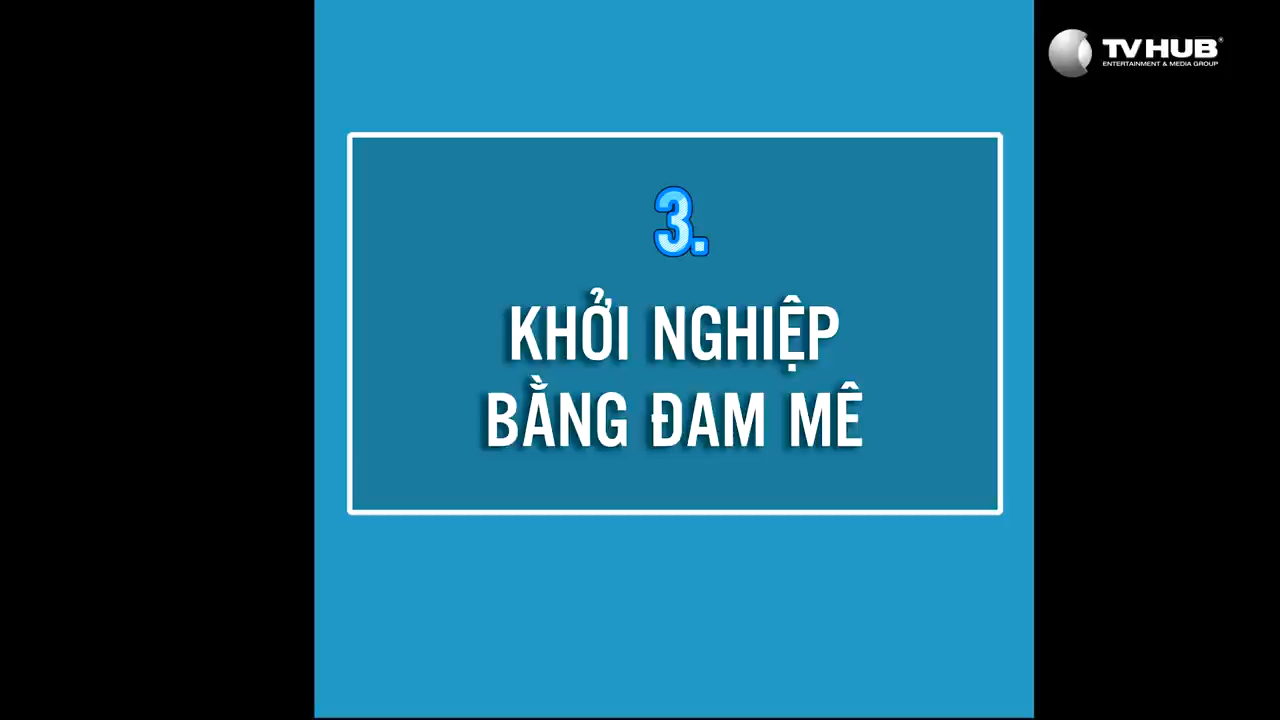 TV HUB®
ENTERTAINMENT & MEDIA GROUP
3.
KHỞI NGHIỆP
BẰNG ĐAM MÊ